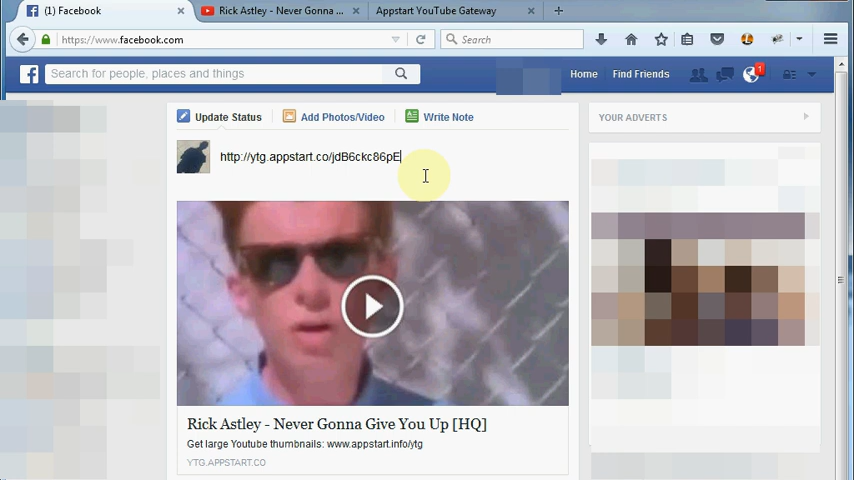 (1) Facebook
Rick Astley - Never Gonna ...
Appstart YouTube Gateway
https://www.facebook.com
Search
Search for people, places and things
Home
Find Friends
1
Update Status
Add Photos/Video
Write Note
YOUR ADVERTS
http://ytg.appstart.co/jdB6ckc86pE
Rick Astley - Never Gonna Give You Up [HQ]
Get large Youtube thumbnails: www.appstart.info/ytg
YTG.APPSTART.CO